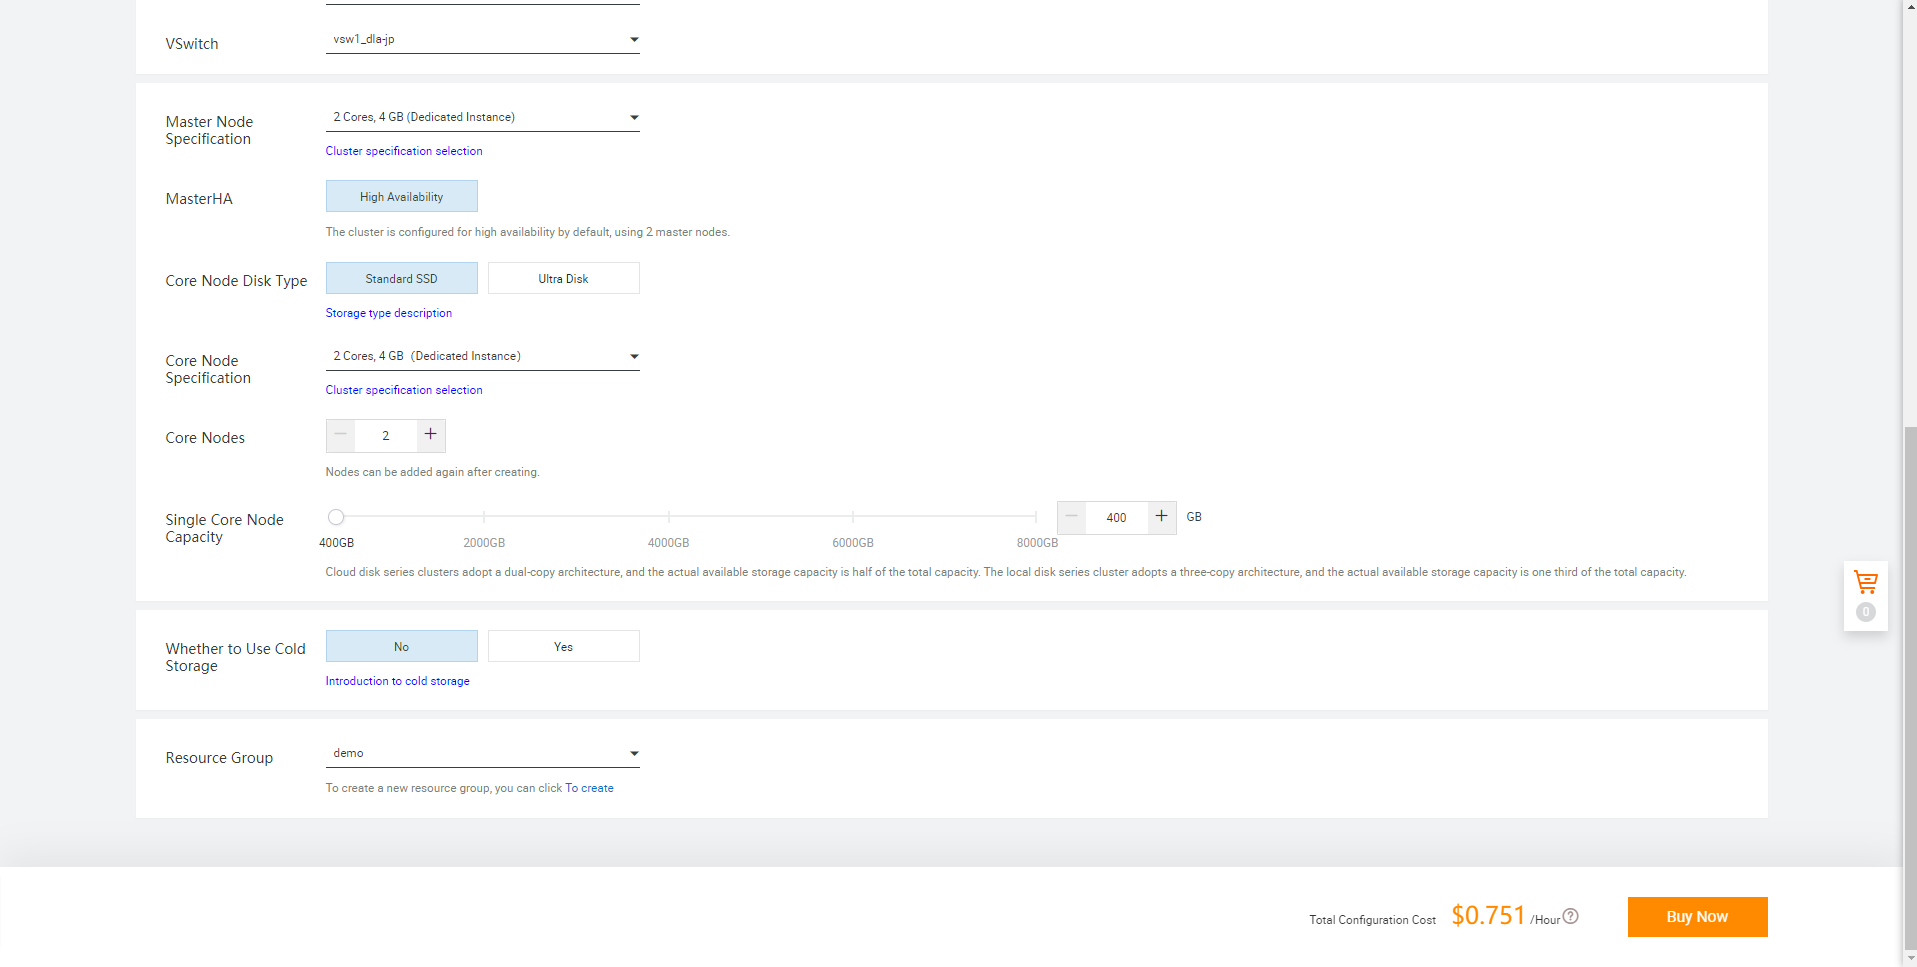 VSwitch
vsw1_dla-jp
Master Node
Specification
2 Cores, 4 GB (Dedicated Instance)
Cluster specification selection
MasterHA
High Availability
The cluster is configured for high availability by default, using 2 master nodes.
Core Node Disk Type
Standard SSD
Ultra Disk
Storage type description
Core Node
Specification
2 Cores, 4 GB（Dedicated Instance）
Cluster specification selection
Core Nodes
2
Nodes can be added again after creating.
Single Core Node
Capacity
400GB
2000GB
4000GB
6000GB
8000GB
400
GB
Cloud disk series clusters adopt a dual-copy architecture, and the actual available storage capacity is half of the total capacity. The local disk series cluster adopts a three-copy architecture, and the actual available storage capacity is one third of the total capacity.
0
Whether to Use Cold
Storage
No
Yes
Introduction to cold storage
Resource Group
demo
To create a new resource group, you can click To create
Total Configuration Cost $0.751 /Hour
Buy Now